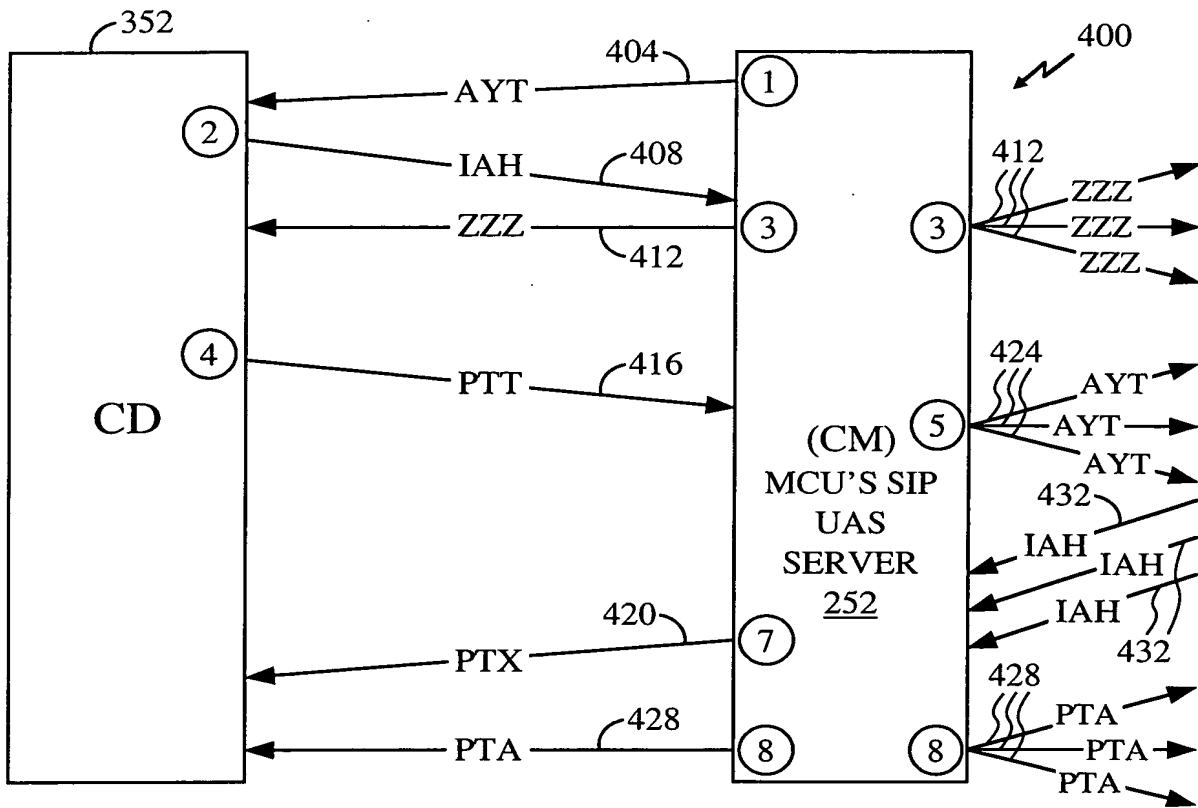 352
404
400
AYT
1
2
IAH
408
412
ZZZ
ZZZ
ZZZ
ZZZ
3
3
412
4
PTT
416
424
AYT
AYT
AYT
5
CD
(CM)
MCU'S SIP
UAS
SERVER
252
432
IAH
IAH
IAH
432
420
PTX
7
428
PTA
8
8
428
PTA
PTA
PTA